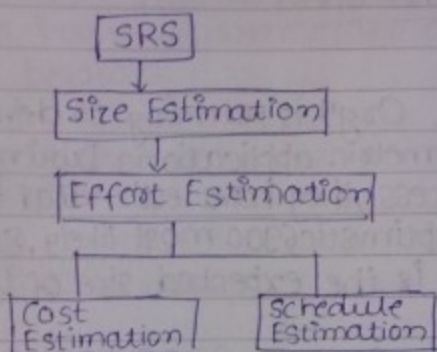 SRS
Size Estimation
Effort Estimation
Cost
Estimation
Schedule
Estimation